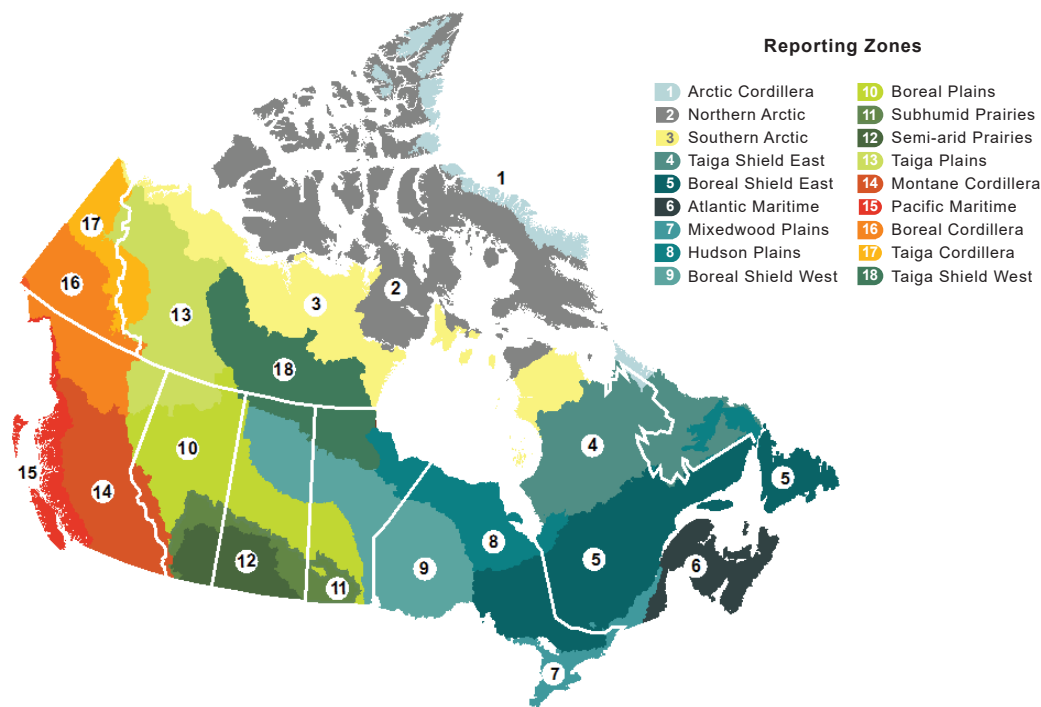 Reporting Zones
1 Arctic Cordillera
2 Northern Arctic
3 Southern Arctic
4 Taiga Shield East
5 Boreal Shield East
6 Atlantic Maritime
7 Mixedwood Plains
8 Hudson Plains
9 Boreal Shield West
10 Boreal Plains
11 Subhumid Prairies
12 Semi-arid Prairies
13 Taiga Plains
14 Montane Cordillera
15 Pacific Maritime
16 Boreal Cordillera
17 Taiga Cordillera
18 Taiga Shield West
1
17
16
2
3
13
18
4
10
15
14
5
8
5
12
9
6
11
7